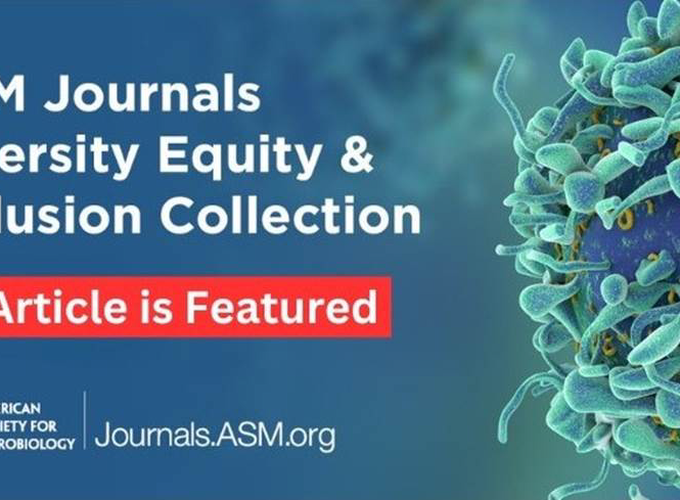 M Journals
ersity Equity &
lusion Collection
Article is Featured
RICAN
IETY FOR
ROBIOLOGY
Journals.ASM.org